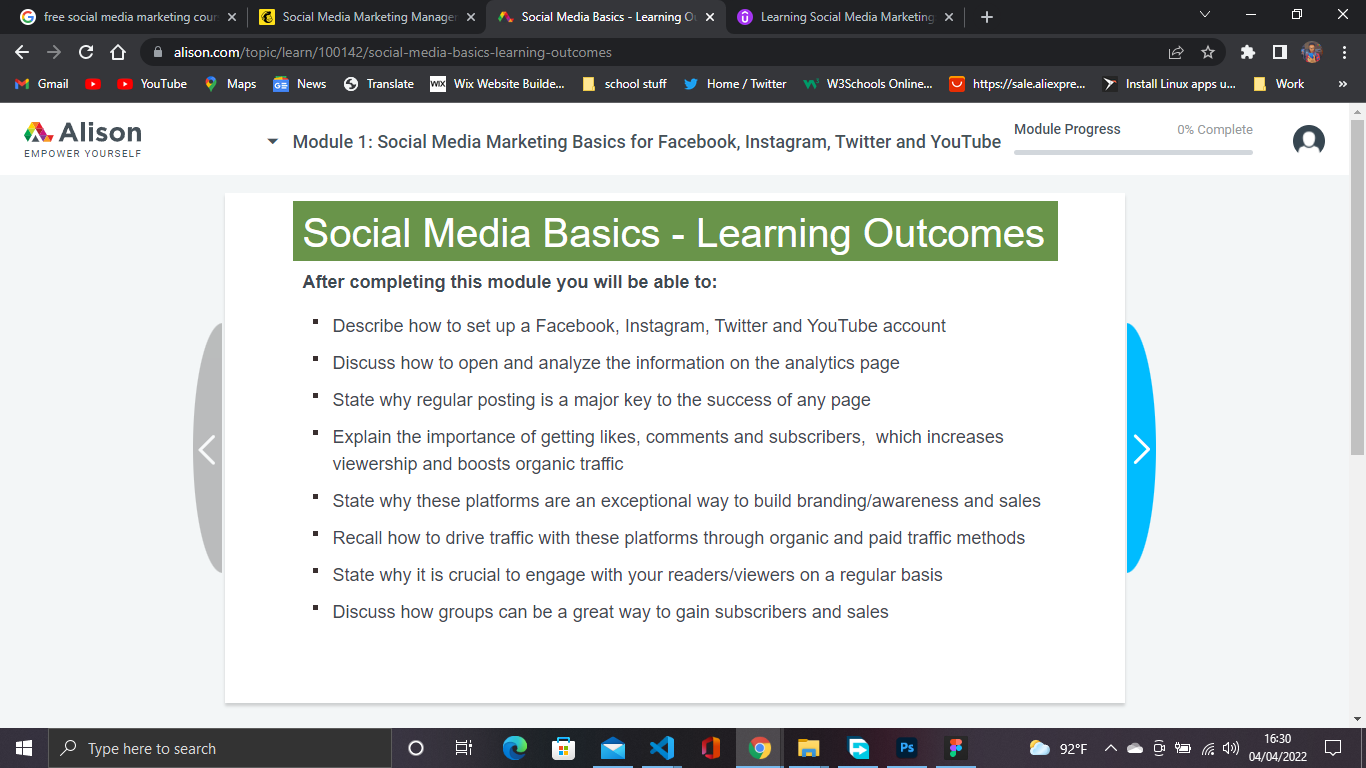 free social media marketing cour
Social Media Marketing Manager
Social Media Basics - Learning O
Learning Social Media Marketing
alison.com/topic/learn/100142/social-media-basics-learning-outcomes
Gmail
YouTube
Maps
News
Translate
WIX Wix Website Builde...
school stuff
Home / Twitter
W3Schools Online...
https://sale.aliexpre...
Install Linux apps u...
Work
»
Alison
EMPOWER YOURSELF
Module 1: Social Media Marketing Basics for Facebook, Instagram, Twitter and YouTube
Module Progress
0% Complete
Social Media Basics - Learning Outcomes
After completing this module you will be able to:
Describe how to set up a Facebook, Instagram, Twitter and YouTube account
Discuss how to open and analyze the information on the analytics page
State why regular posting is a major key to the success of any page
Explain the importance of getting likes, comments and subscribers,  which increases
viewership and boosts organic traffic
State why these platforms are an exceptional way to build branding/awareness and sales
Recall how to drive traffic with these platforms through organic and paid traffic methods
State why it is crucial to engage with your readers/viewers on a regular basis
Discuss how groups can be a great way to gain subscribers and sales
Type here to search
Ps
92°F
16:30
04/04/2022